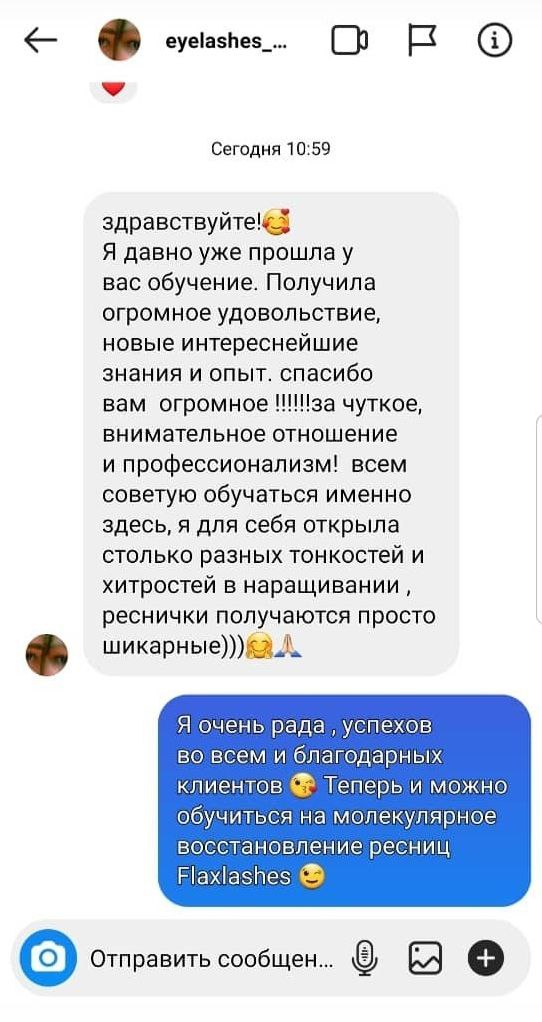 eyelashes_...
Сегодня 10:59
здравствуйте!🥰
Я давно уже прошла у
вас обучение. Получила
огромное удовольствие,
новые интереснейшие
знания и опыт. спасибо
вам  огромное !!!!!!за чуткое,
внимательное отношение
и профессионализм!  всем
советую обучаться именно
здесь, я для себя открыла
столько разных тонкостей и
хитростей в наращивании ,
реснички получаются просто
шикарные)))🤗🙏🏻
Я очень рада , успехов
во всем и благодарных
клиентов 😘 Теперь и можно
обучиться на молекулярное
восстановление ресниц
Flaxlashes 😉
Отправить сообщен...